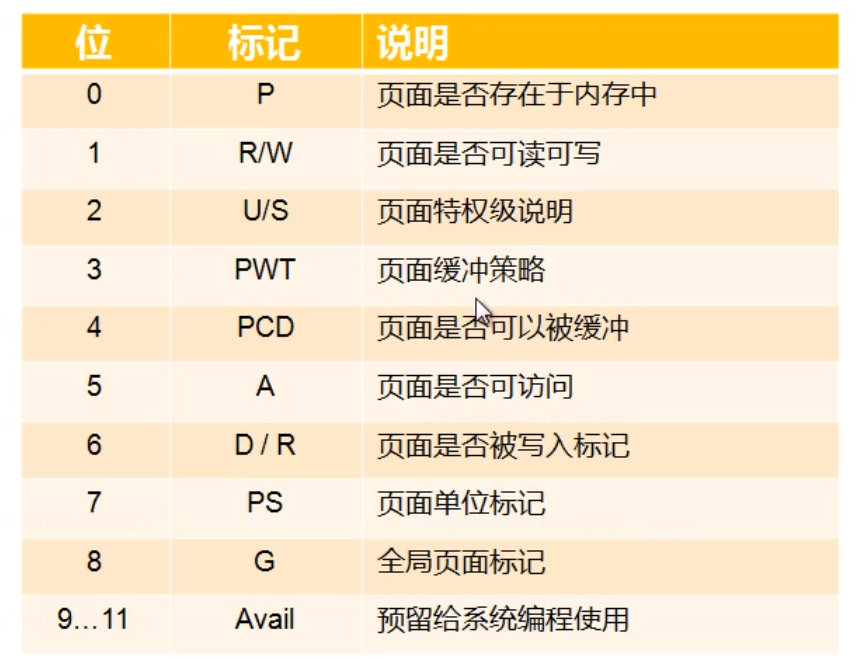 位 标记 说明
0 P 页面是否存在于内存中
1 R/W 页面是否可读可写
2 U/S 页面特权级说明
3 PWT 页面缓冲策略
4 PCD 页面是否可以被缓冲
5 A 页面是否可访问
6 D / R 页面是否被写入标记
7 PS 页面单位标记
8 G 全局页面标记
9…11 Avail 预留给系统编程使用